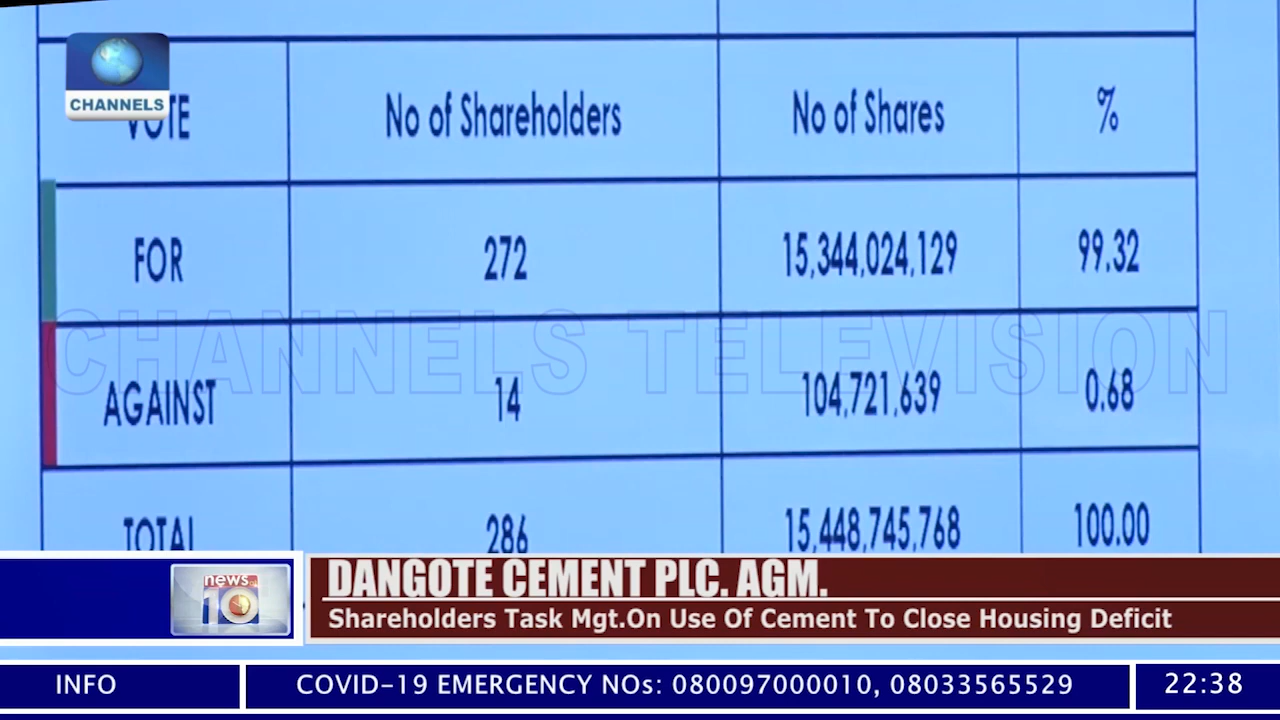 CHANNELS
VOTE No of Shareholders No of Shares %
FOR 272 15,344,024,129 99.32
CHANNELS TELEVISION
AGAINST 14 104,721,639 0.68
TOTAL 286 15,448,745,768 100.00
news at
10
DANGOTE CEMENT PLC. AGM.
Shareholders Task Mgt.On Use Of Cement To Close Housing Deficit
INFO COVID-19 EMERGENCY NOs: 080097000010, 08033565529 22:38